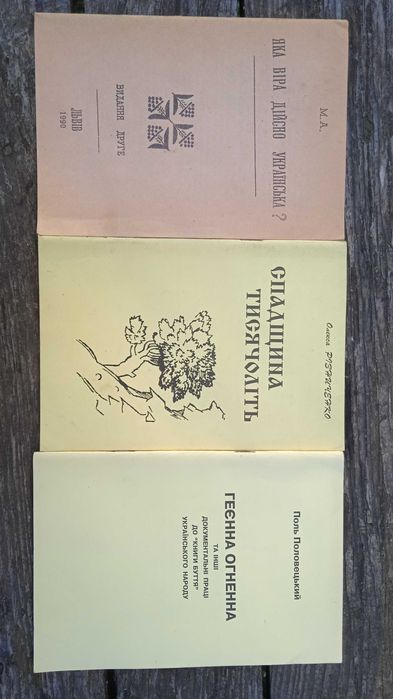 М. А.
ЯКА ВІРА ДІЙСНО УКРАЇНСЬКА?
ВИДАННЯ ДРУГЕ
ЛЬВІВ
1990
Олекса РІЗНИЧЕНКО
СПАДЩИНА
ТИСЯЧОЛІТЬ
Поль Половецький
ГЕЄННА ОГНЕННА
ТА ІНШІ
ДОКУМЕНТАЛЬНІ ПРАЦІ
ДО "КНИГИ БУТТЯ"
УКРАЇНСЬКОГО НАРОДУ